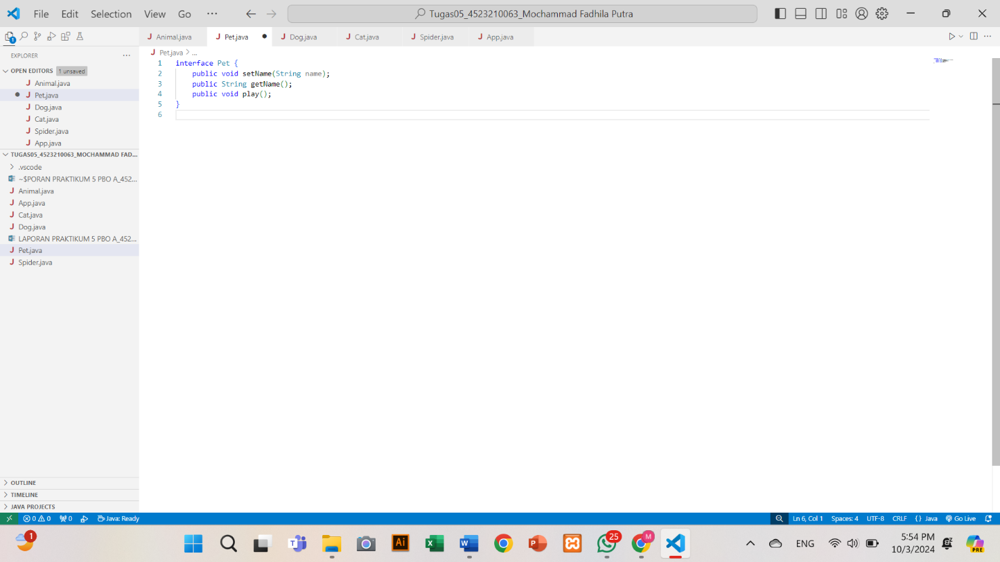 File Edit Selection View Go ···
Tugas05_4523210063_Mochammad Fadhila Putra
1
Animal.java Pet.java Dog.java Cat.java Spider.java App.java
EXPLORER ···
OPEN EDITORS 1 unsaved
Animal.java
Pet.java
Dog.java
Cat.java
Spider.java
App.java
TUGAS05_4523210063_MOCHAMMAD FAD...
.vscode
~$PORAN PRAKTIKUM 5 PBO A_452...
Animal.java
App.java
Cat.java
Dog.java
LAPORAN PRAKTIKUM 5 PBO A_452...
Pet.java
Spider.java
OUTLINE
TIMELINE
JAVA PROJECTS
Pet.java > ...
1 interface Pet {
2 public void setName(String name);
3 public String getName();
4 public void play();
5 }
6
0 0 0 Java: Ready
Ln 6, Col 1 Spaces: 4 UTF-8 CRLF {} Java Go Live
1
T
Ai
X
W
P
25
M
ENG
PRE
5:54 PM
10/3/2024